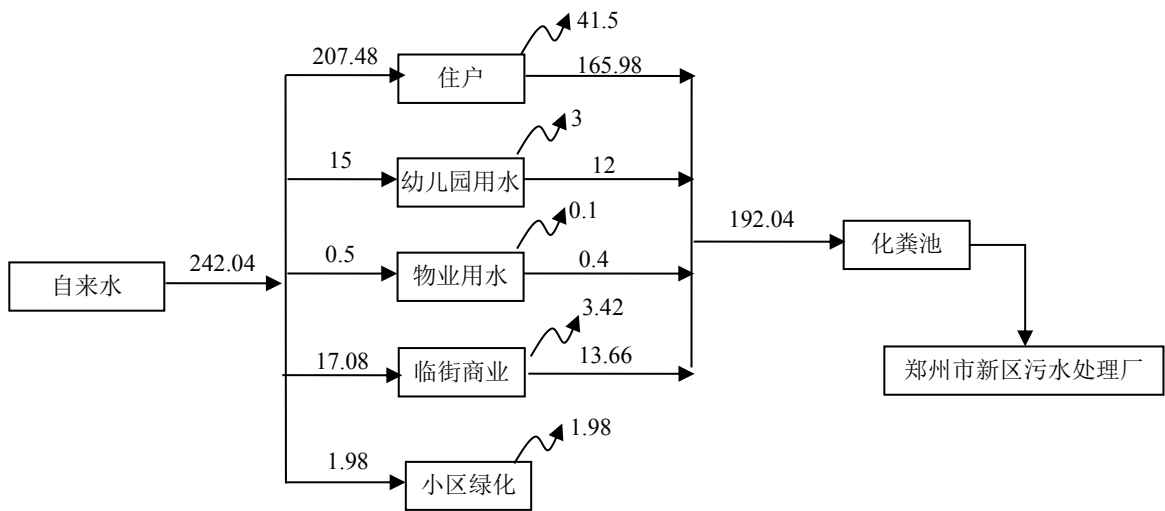 41.5
207.48
住户
165.98
3
15
幼儿园用水
12
0.1
192.04
化粪池
0.5
物业用水
0.4
242.04
自来水
3.42
17.08
临街商业
13.66
郑州市新区污水处理厂
1.98
1.98
小区绿化